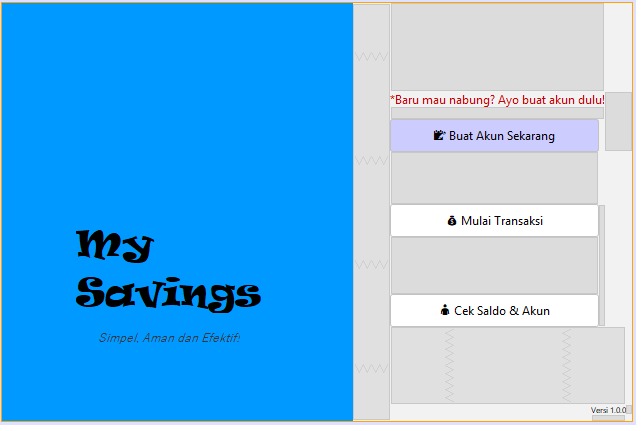 My
Savings
Simpel, Aman dan Efektif!
*Baru mau nabung? Ayo buat akun dulu!
Buat Akun Sekarang
Mulai Transaksi
Cek Saldo & Akun
Versi 1.0.0